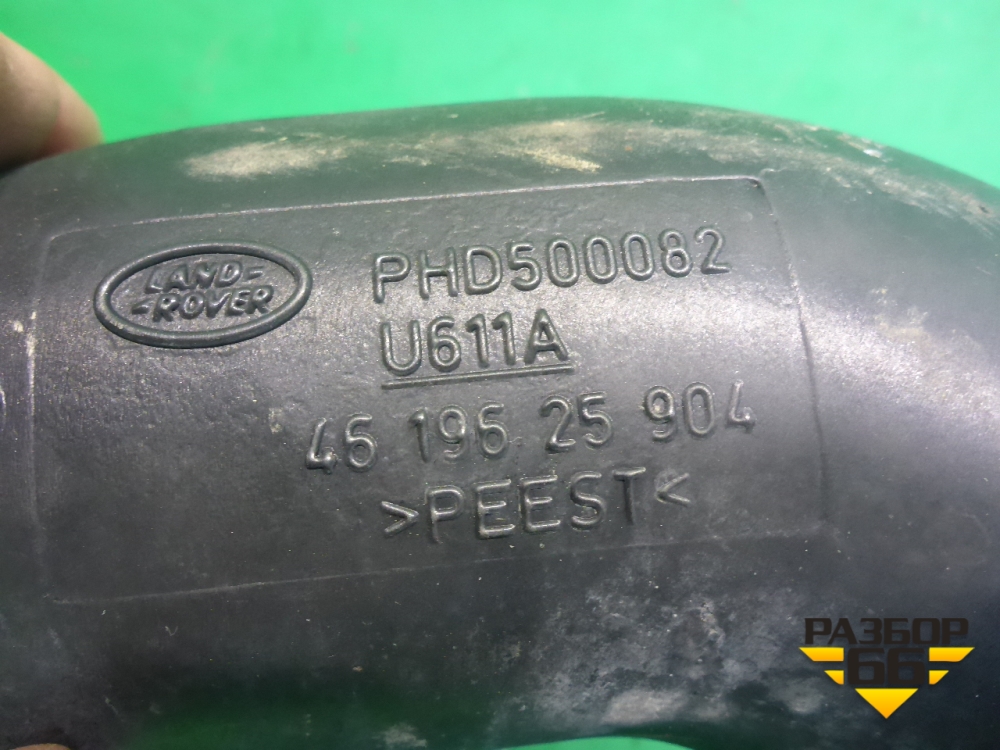 LAND-
-ROVER
PHD500082
U611A
46 196 25 904
>PEEST<
РАЗБОР
66